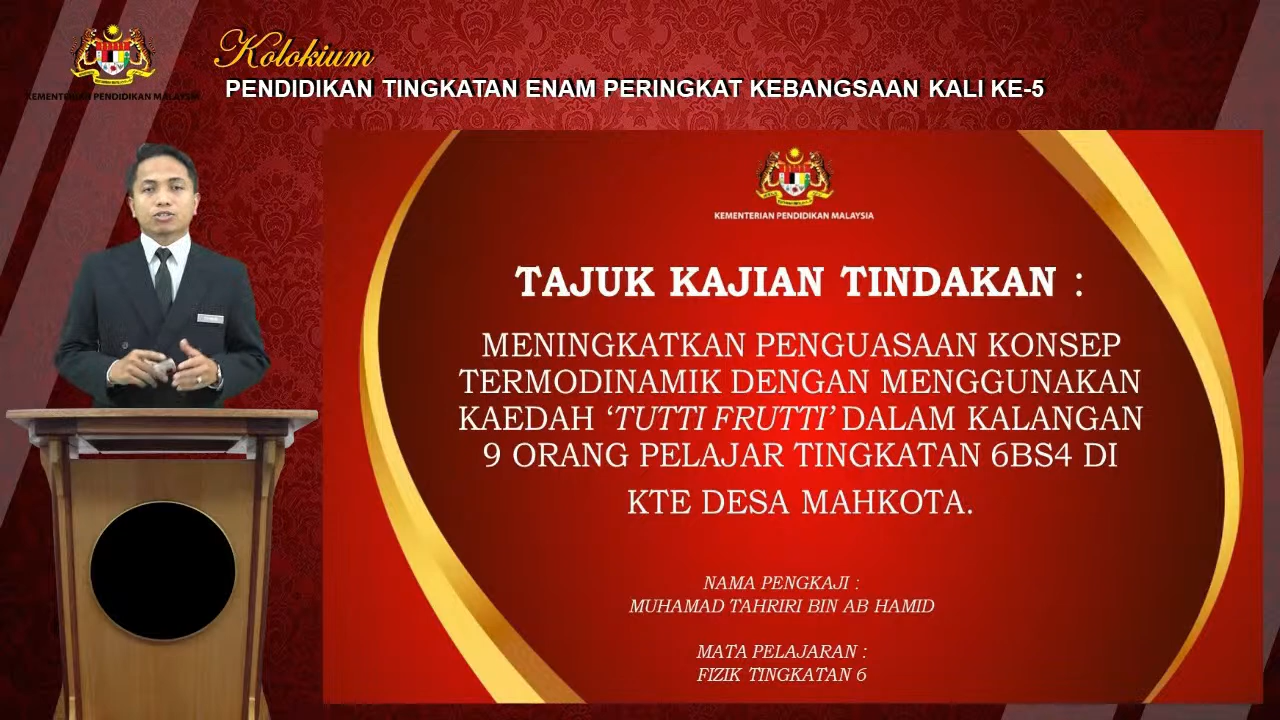 Kolokium
PENDIDIKAN TINGKATAN ENAM PERINGKAT KEBANGSAAN KALI KE-5
KEMENTERIAN PENDIDIKAN MALAYSIA
KEMENTERIAN PENDIDIKAN MALAYSIA
TAJUK KAJIAN TINDAKAN :
MENINGKATKAN PENGUASAAN KONSEP
TERMODINAMIK DENGAN MENGGUNAKAN
KAEDAH ‘TUTTI FRUTTI’ DALAM KALANGAN
9 ORANG PELAJAR TINGKATAN 6BS4 DI
KTE DESA MAHKOTA.
NAMA PENGKAJI :
MUHAMAD TAHRIRI BIN AB HAMID
MATA PELAJARAN :
FIZIK TINGKATAN 6